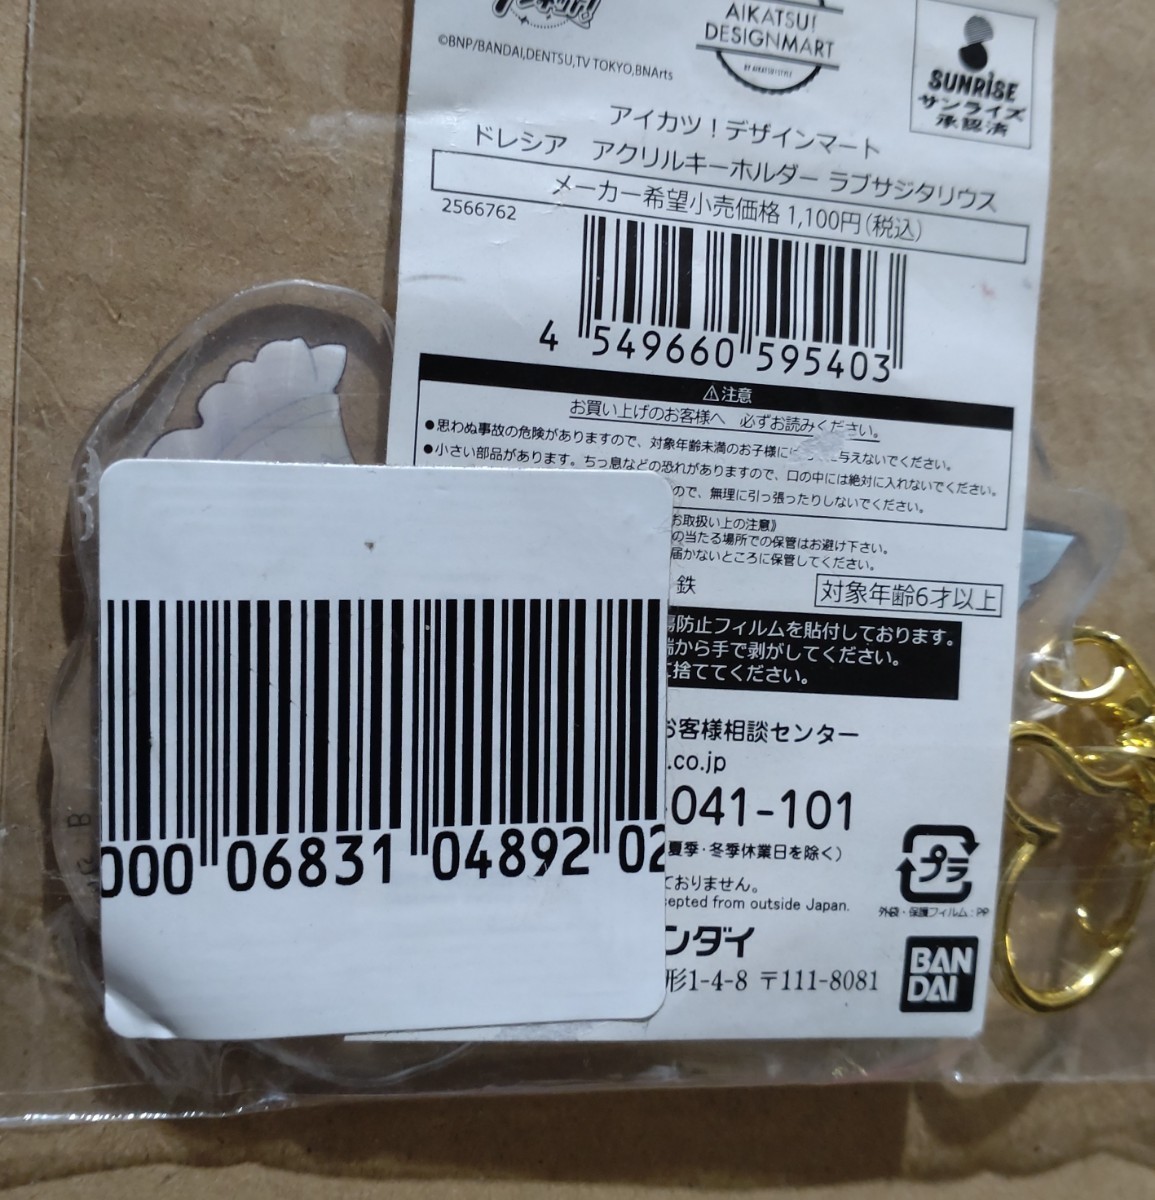 ©BNP/BANDAI,DENTSU,TV TOKYO,BNArts
AIKATSU!
DESIGNMART
BY AIKATSU!STYLE
SUNRISE
サンライズ
承認済
アイカツ！デザインマート
ドレシア アクリルキーホルダー ラブサジタリウス
メーカー希望小売価格 1,100円(税込)
2566762
4 549660 595403
⚠注意
お買い上げのお客様へ 必ずお読みください。
●思わぬ事故の危険がありますので、対象年齢未満のお子様に
与えないでください。
●小さい部品があります。ちっ息などの恐れがありますので、口の中には絶対に入れないでください。
ので、無理に引っ張ったりしないでください。
お取扱い上の注意》
の当たる場所での保管はお避け下さい。
届かないところに保管してください。
鉄
対象年齢6才以上
防止フィルムを貼付しております。
端から手で剥がしてください。
捨ててください。
お客様相談センター
.co.jp
041-101
夏季・冬季休業日を除く)
ておりません。
cepted from outside Japan.
プラ
外袋・保護フィルム:PP
ンダイ
形1-4-8 〒111-8081
BAN
DAI
000 06831 04892 02